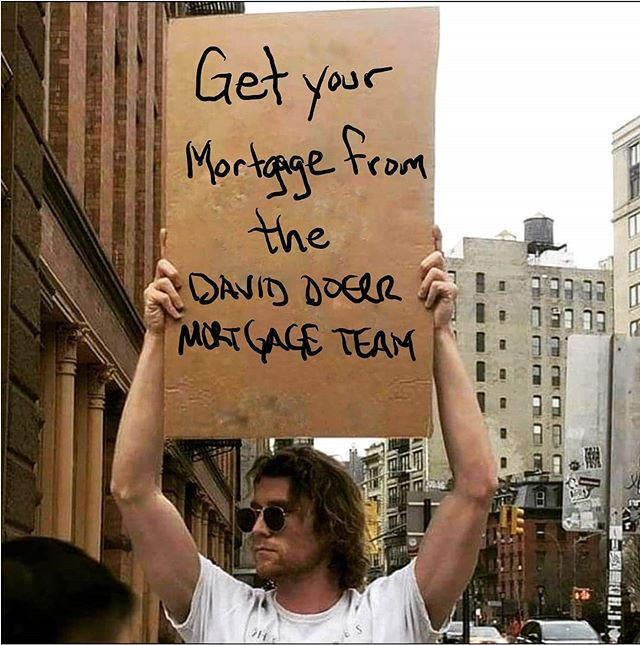 Get your
Mortgage from
the
DAVID DOERR
MORTGAGE TEAM